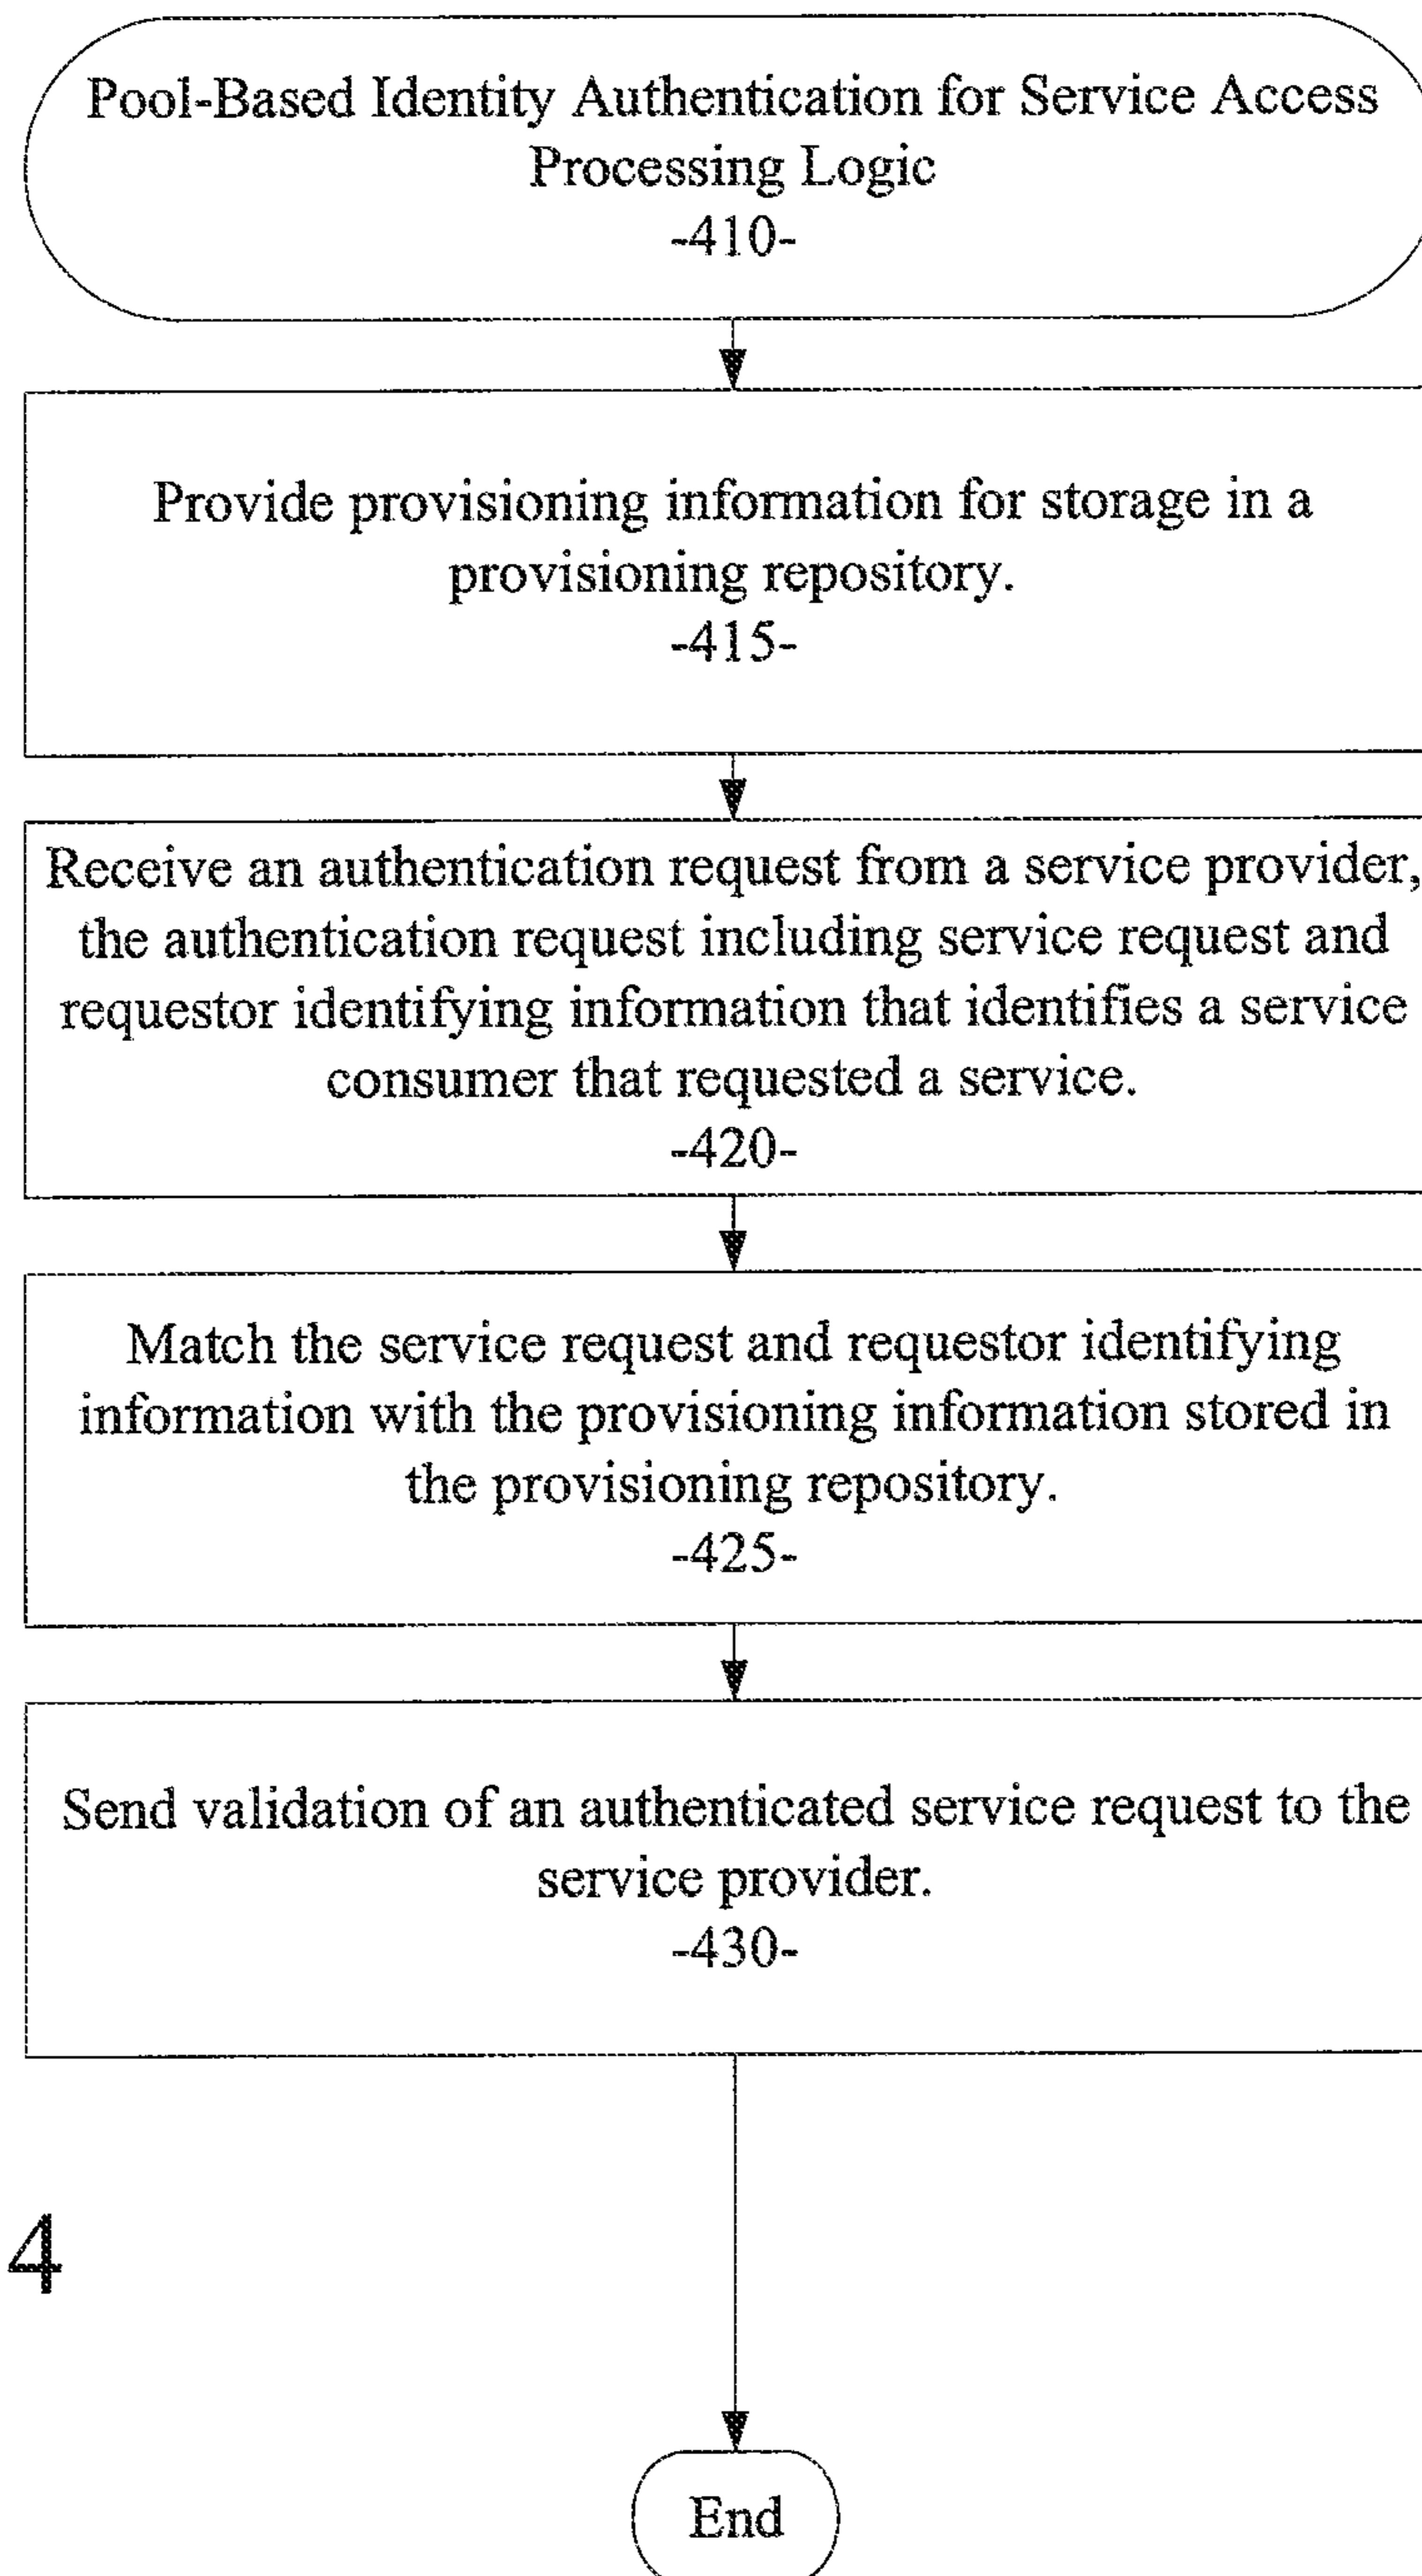 Pool-Based Identity Authentication for Service Access
Processing Logic
-410-
Provide provisioning information for storage in a
provisioning repository.
-415-
Receive an authentication request from a service provider,
the authentication request including service request and
requestor identifying information that identifies a service
consumer that requested a service.
-420-
Match the service request and requestor identifying
information with the provisioning information stored in
the provisioning repository.
-425-
Send validation of an authenticated service request to the
service provider.
-430-
4
End